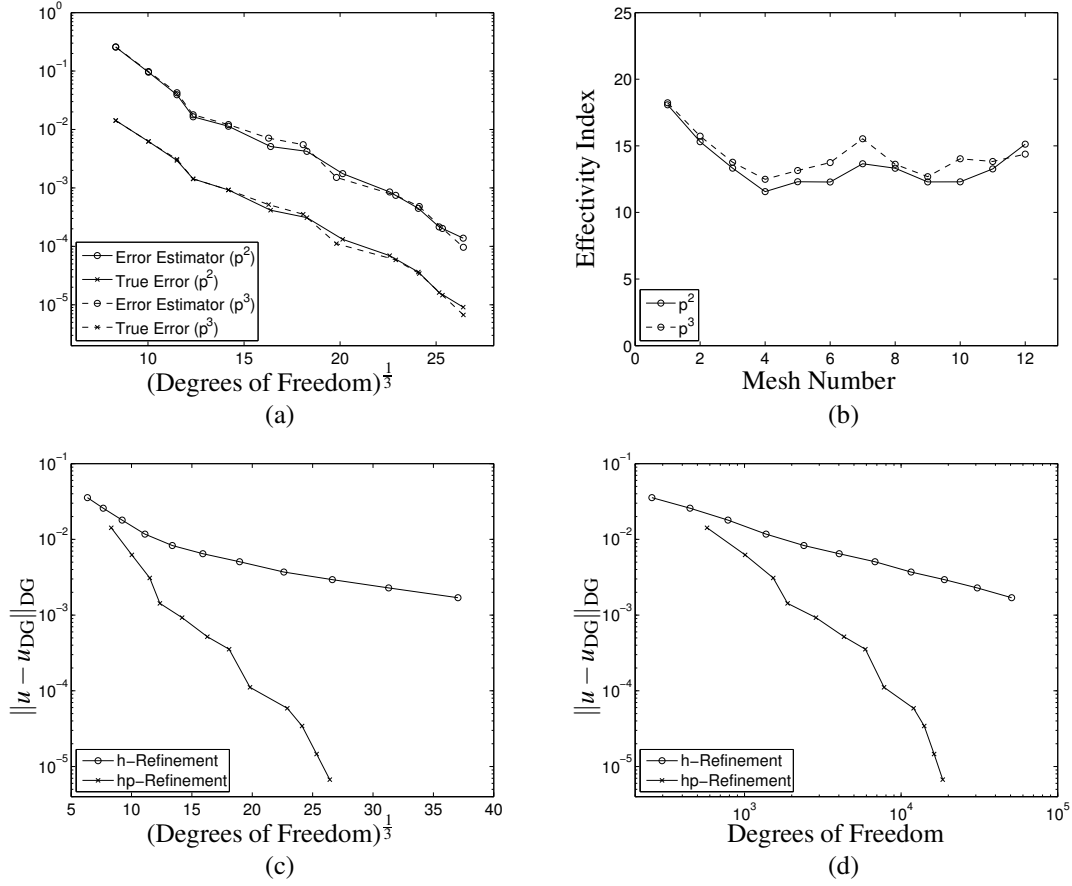 10^0
10^−1
10^−2
10^−3
10^−4
10^−5
Error Estimator (p^2)
True Error (p^2)
Error Estimator (p^3)
True Error (p^3)
10 15 20 25
(Degrees of Freedom)^{1/3}
(a)
25
20
15
10
5
0
Effectivity Index
p^2
p^3
0 2 4 6 8 10 12
Mesh Number
(b)
10^−1
10^−2
10^−3
10^−4
10^−5
||u − u_DG||_DG
h−Refinement
hp−Refinement
5 10 15 20 25 30 35 40
(Degrees of Freedom)^{1/3}
(c)
10^−1
10^−2
10^−3
10^−4
10^−5
||u − u_DG||_DG
h−Refinement
hp−Refinement
10^3 10^4 10^5
Degrees of Freedom
(d)